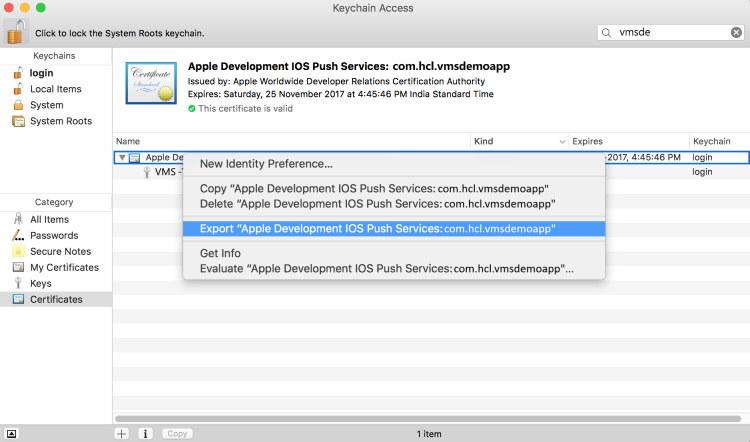 Keychain Access
Click to lock the System Roots keychain.
vmsde
Keychains
login
Local Items
System
System Roots
Apple Development IOS Push Services: com.hcl.vmsdemoapp
Issued by: Apple Worldwide Developer Relations Certification Authority
Expires: Saturday, 25 November 2017 at 4:45:46 PM India Standard Time
This certificate is valid
Name Kind Expires Keychain
Apple De -2017, 4:45:46 PM login
VMS - login
New Identity Preference...
Copy “Apple Development IOS Push Services: com.hcl.vmsdemoapp"
Delete “Apple Development IOS Push Services: com.hcl.vmsdemoapp"
Export “Apple Development IOS Push Services: com.hcl.vmsdemoapp"
Get Info
Evaluate “Apple Development IOS Push Services: com.hcl.vmsdemoapp"...
Category
All Items
Passwords
Secure Notes
My Certificates
Keys
Certificates
Copy
1 item